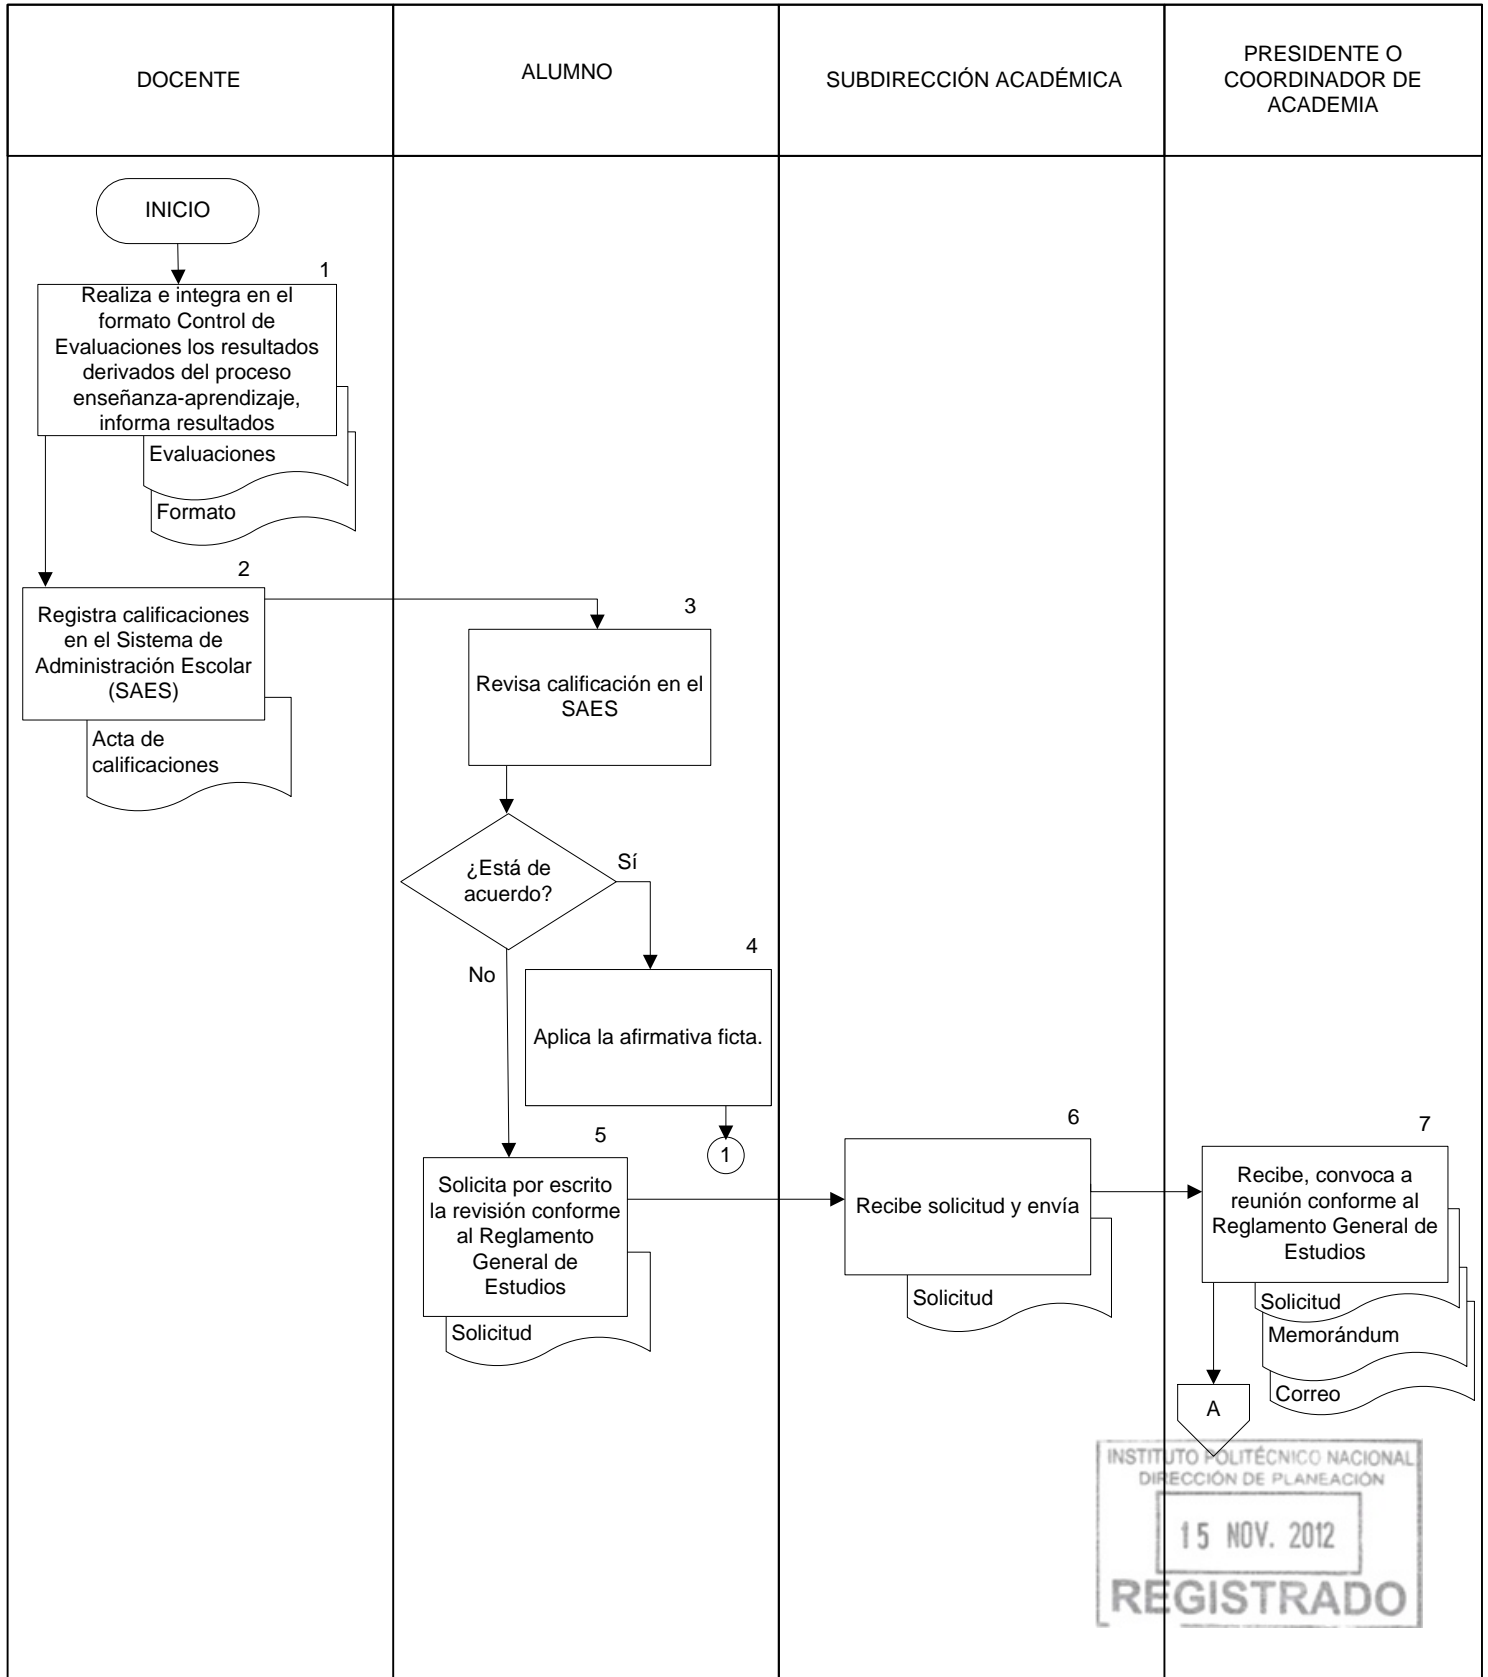 DOCENTE
ALUMNO
SUBDIRECCIÓN ACADÉMICA
PRESIDENTE O
COORDINADOR DE
ACADEMIA
INICIO
1
Realiza e integra en el
formato Control de
Evaluaciones los resultados
derivados del proceso
enseñanza-aprendizaje,
informa resultados
Evaluaciones
Formato
2
Registra calificaciones
en el Sistema de
Administración Escolar
(SAES)
Acta de
calificaciones
3
Revisa calificación en el
SAES
¿Está de
acuerdo?
Sí
No
4
Aplica la afirmativa ficta.
1
5
Solicita por escrito
la revisión conforme
al Reglamento
General de
Estudios
Solicitud
6
Recibe solicitud y envía
Solicitud
7
Recibe, convoca a
reunión conforme al
Reglamento General de
Estudios
Solicitud
Memorándum
Correo
A
INSTITUTO POLITÉCNICO NACIONAL
DIRECCIÓN DE PLANEACIÓN
15 NOV. 2012
REGISTRADO